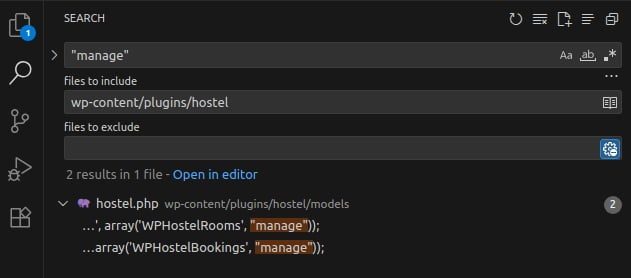 SEARCH
1
"manage"
Aa ab
files to include
...
wp-content/plugins/hostel
files to exclude
2 results in 1 file - Open in editor
hostel.php wp-content/plugins/hostel/models 2
...', array('WPHostelRooms', "manage"));
...array('WPHostelBookings', "manage"));